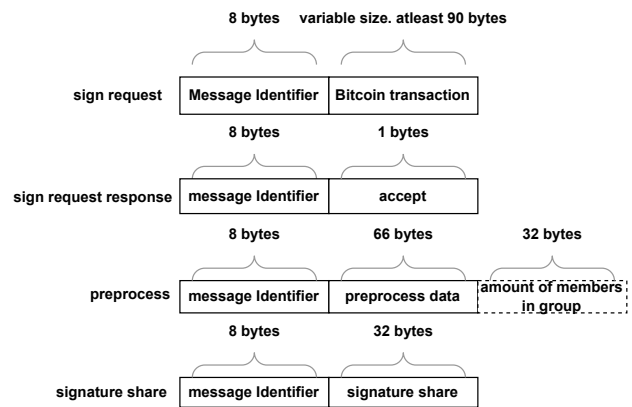 8 bytes variable size. atleast 90 bytes
sign request Message Identifier Bitcoin transaction
8 bytes 1 bytes
sign request response message Identifier accept
8 bytes 66 bytes 32 bytes
preprocess message Identifier preprocess data amount of members
in group
8 bytes 32 bytes
signature share message Identifier signature share